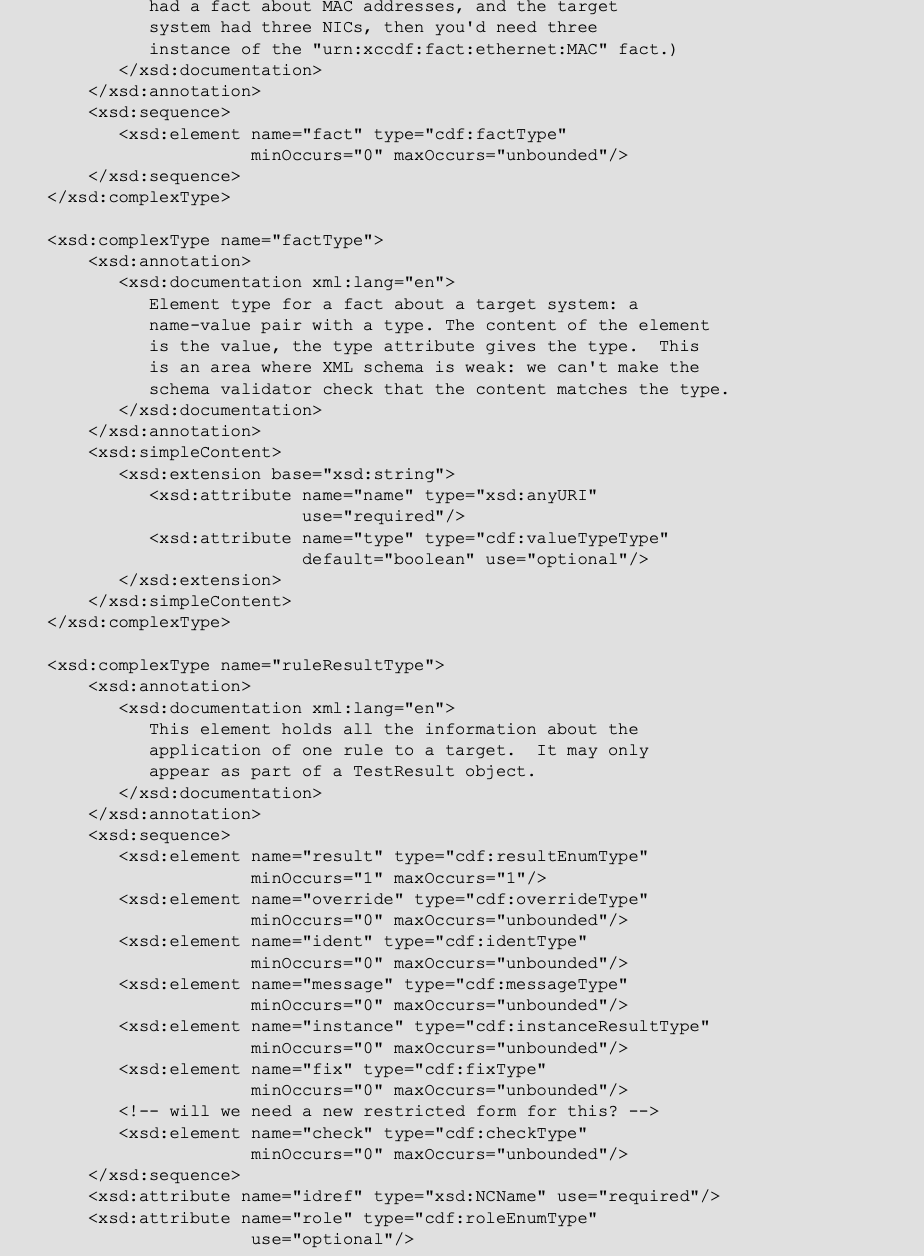 had a fact about MAC addresses, and the target
system had three NICs, then you'd need three
instance of the "urn:xccdf:fact:ethernet:MAC" fact.)
</xsd:documentation>
</xsd:annotation>
<xsd:sequence>
<xsd:element name="fact" type="cdf:factType"
minOccurs="0" maxOccurs="unbounded"/>
</xsd:sequence>
</xsd:complexType>
<xsd:complexType name="factType">
<xsd:annotation>
<xsd:documentation xml:lang="en">
Element type for a fact about a target system: a
name-value pair with a type. The content of the element
is the value, the type attribute gives the type.  This
is an area where XML schema is weak: we can't make the
schema validator check that the content matches the type.
</xsd:documentation>
</xsd:annotation>
<xsd:simpleContent>
<xsd:extension base="xsd:string">
<xsd:attribute name="name" type="xsd:anyURI"
use="required"/>
<xsd:attribute name="type" type="cdf:valueTypeType"
default="boolean" use="optional"/>
</xsd:extension>
</xsd:simpleContent>
</xsd:complexType>
<xsd:complexType name="ruleResultType">
<xsd:annotation>
<xsd:documentation xml:lang="en">
This element holds all the information about the
application of one rule to a target.  It may only
appear as part of a TestResult object.
</xsd:documentation>
</xsd:annotation>
<xsd:sequence>
<xsd:element name="result" type="cdf:resultEnumType"
minOccurs="1" maxOccurs="1"/>
<xsd:element name="override" type="cdf:overrideType"
minOccurs="0" maxOccurs="unbounded"/>
<xsd:element name="ident" type="cdf:identType"
minOccurs="0" maxOccurs="unbounded"/>
<xsd:element name="message" type="cdf:messageType"
minOccurs="0" maxOccurs="unbounded"/>
<xsd:element name="instance" type="cdf:instanceResultType"
minOccurs="0" maxOccurs="unbounded"/>
<xsd:element name="fix" type="cdf:fixType"
minOccurs="0" maxOccurs="unbounded"/>
<!-- will we need a new restricted form for this? -->
<xsd:element name="check" type="cdf:checkType"
minOccurs="0" maxOccurs="unbounded"/>
</xsd:sequence>
<xsd:attribute name="idref" type="xsd:NCName" use="required"/>
<xsd:attribute name="role" type="cdf:roleEnumType"
use="optional"/>